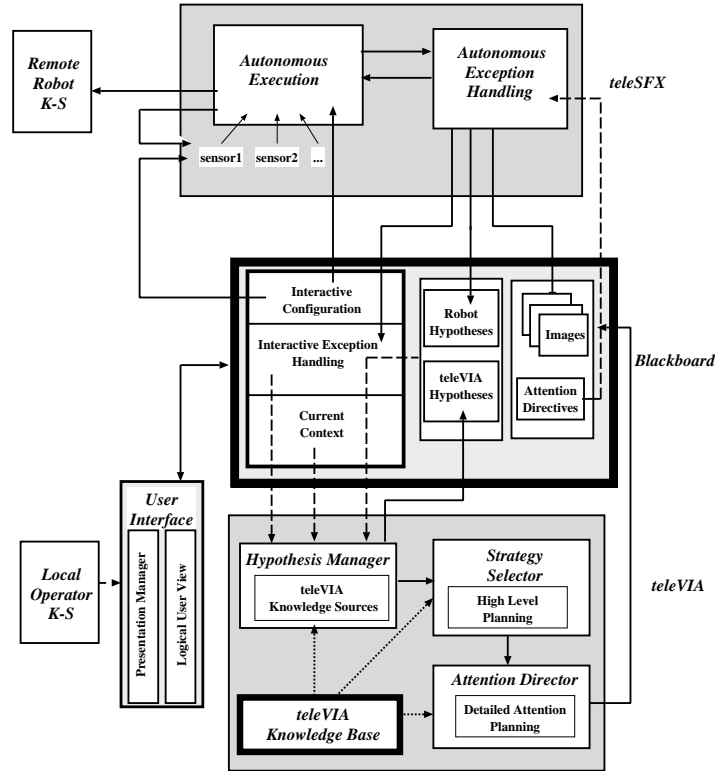 Remote
Robot
K-S
Autonomous
Execution
Autonomous
Exception
Handling
teleSFX
sensor1
sensor2
...
Interactive
Configuration
Interactive Exception
Handling
Current
Context
Robot
Hypotheses
teleVIA
Hypotheses
Images
Attention
Directives
Blackboard
User
Interface
Presentation Manager
Logical User View
Local
Operator
K-S
Hypothesis Manager
teleVIA
Knowledge Sources
Strategy
Selector
High Level
Planning
teleVIA
Attention Director
Detailed Attention
Planning
teleVIA
Knowledge Base